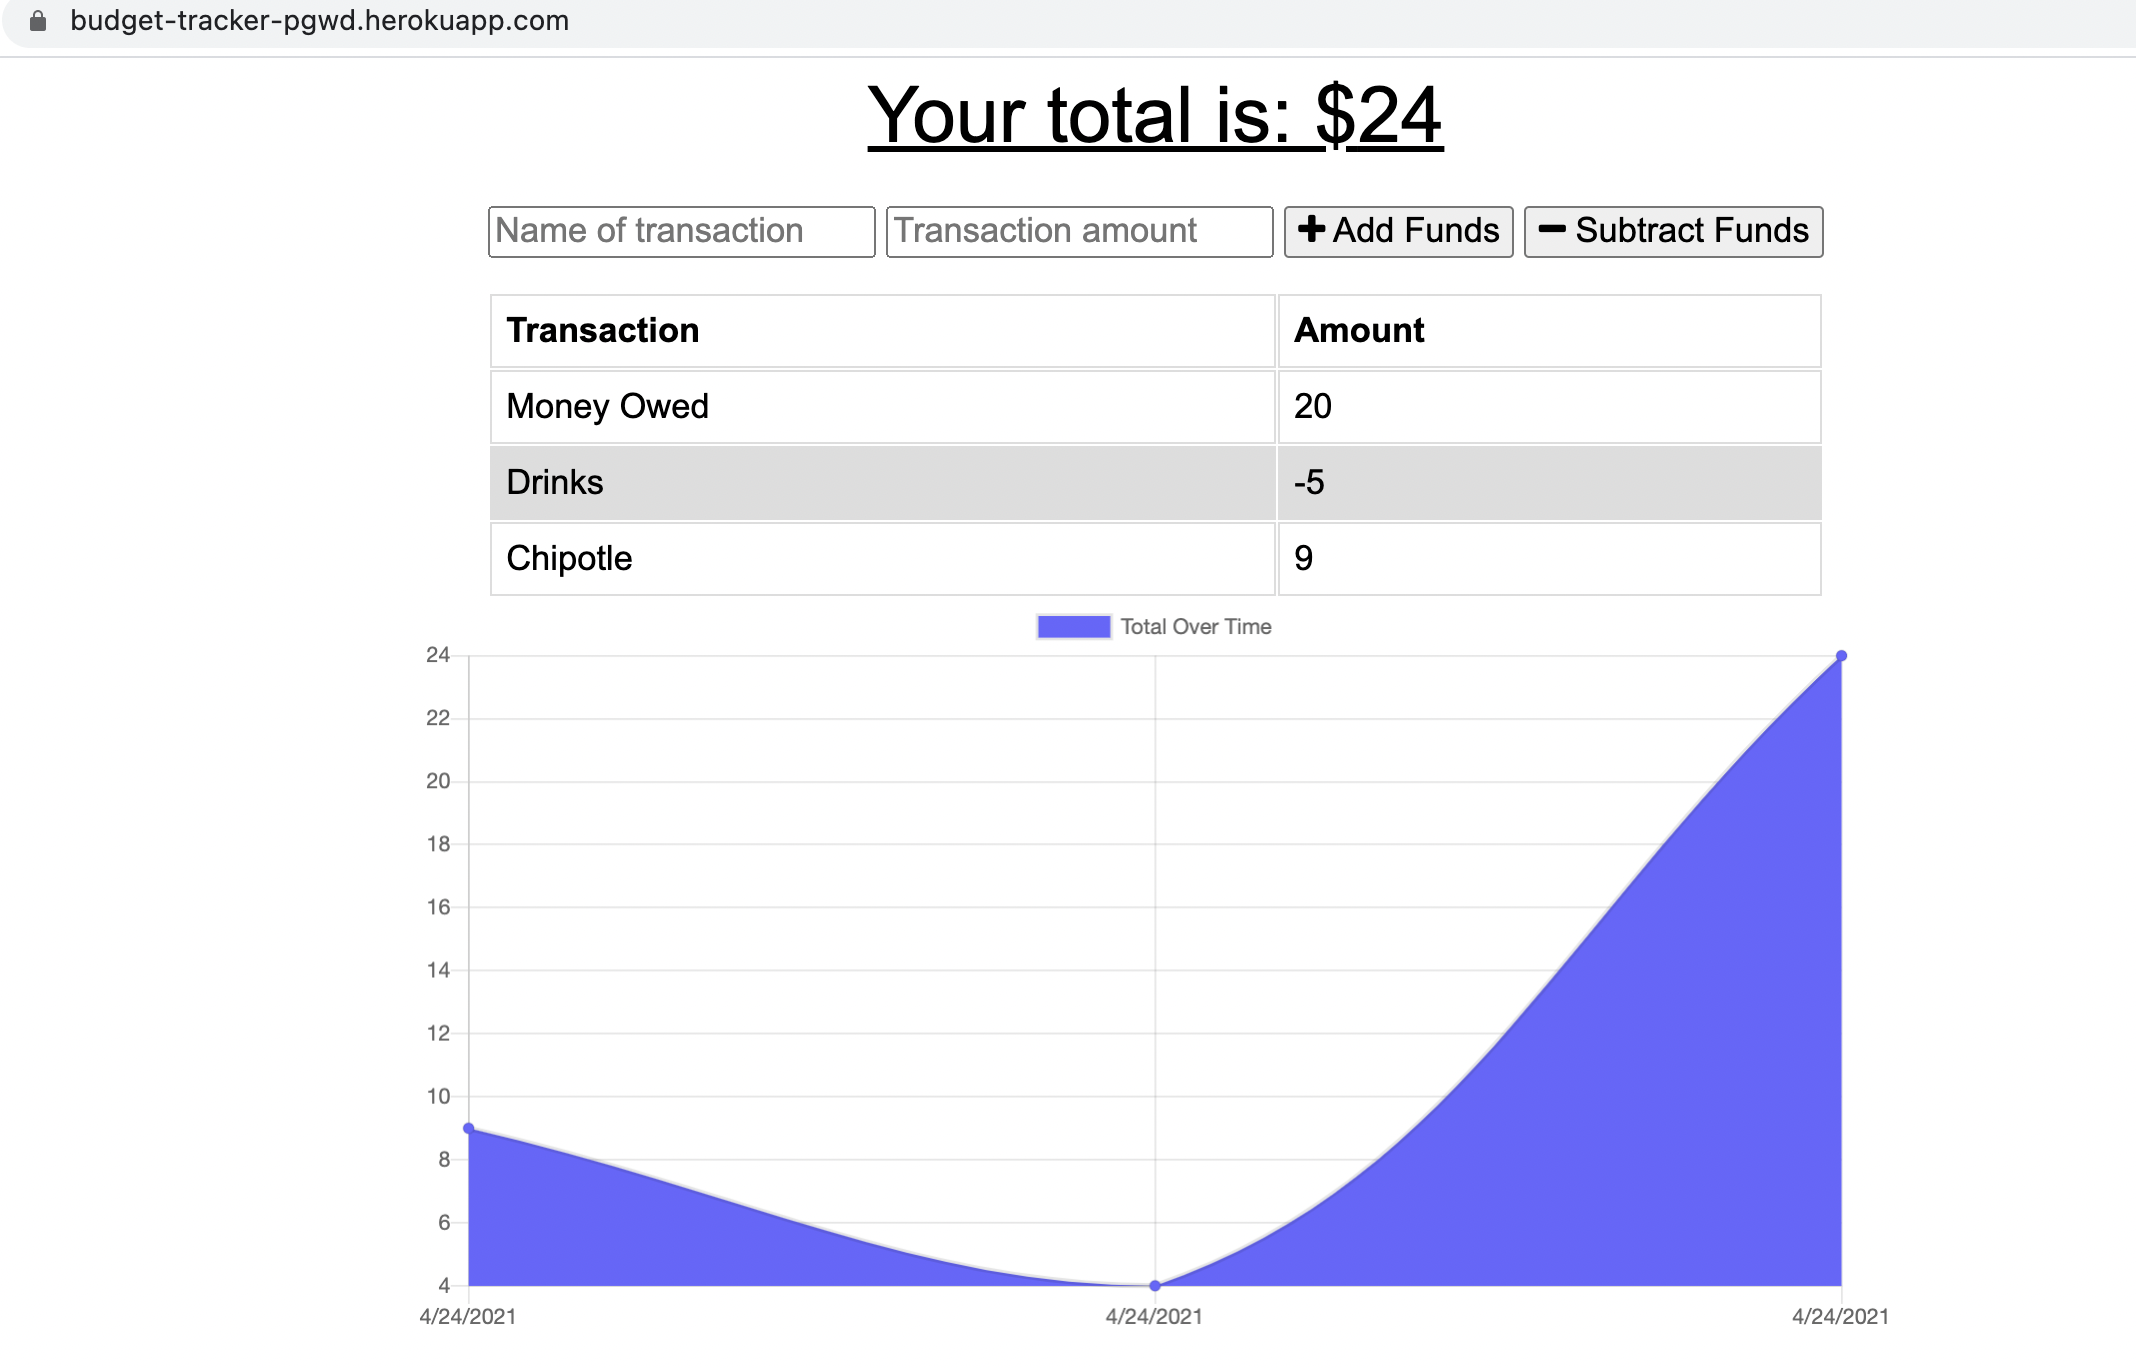 budget-tracker-pgwd.herokuapp.com
Your total is: $24
Name of transaction Transaction amount Add Funds Subtract Funds
Transaction Amount
Money Owed 20
Drinks -5
Chipotle 9
Total Over Time
24
22
20
18
16
14
12
10
8
6
4
4/24/2021 4/24/2021 4/24/2021